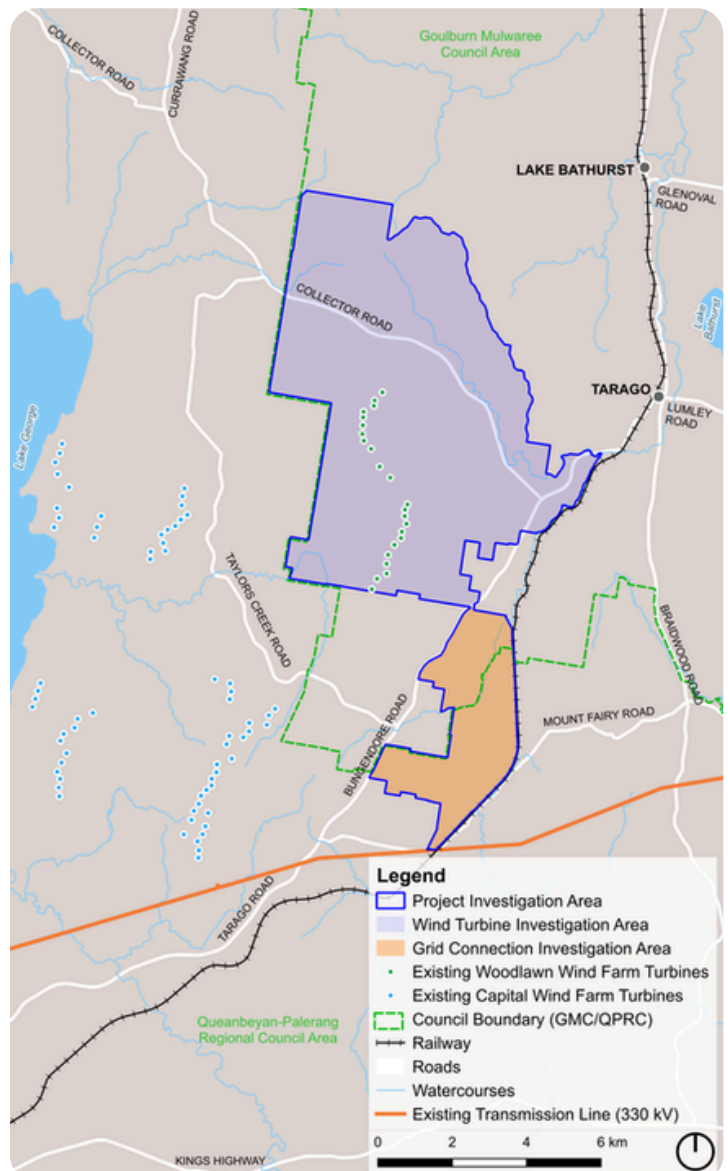 COLLECTOR ROAD
CURRAWANG ROAD
Goulburn Mulwaree
Council Area
LAKE BATHURST
GLENOVAL
ROAD
COLLECTOR ROAD
Lake
Bathurst
TARAGO
LUMLEY
ROAD
Lake George
TAYLORS CREEK ROAD
BRAIDWOOD ROAD
BUNGENDORE ROAD
MOUNT FAIRY ROAD
TARAGO ROAD
Queanbeyan-Palerang
Regional Council Area
KINGS HIGHWAY
Legend
Project Investigation Area
Wind Turbine Investigation Area
Grid Connection Investigation Area
Existing Woodlawn Wind Farm Turbines
Existing Capital Wind Farm Turbines
Council Boundary (GMC/QPRC)
Railway
Roads
Watercourses
Existing Transmission Line (330 kV)
0 2 4 6 km